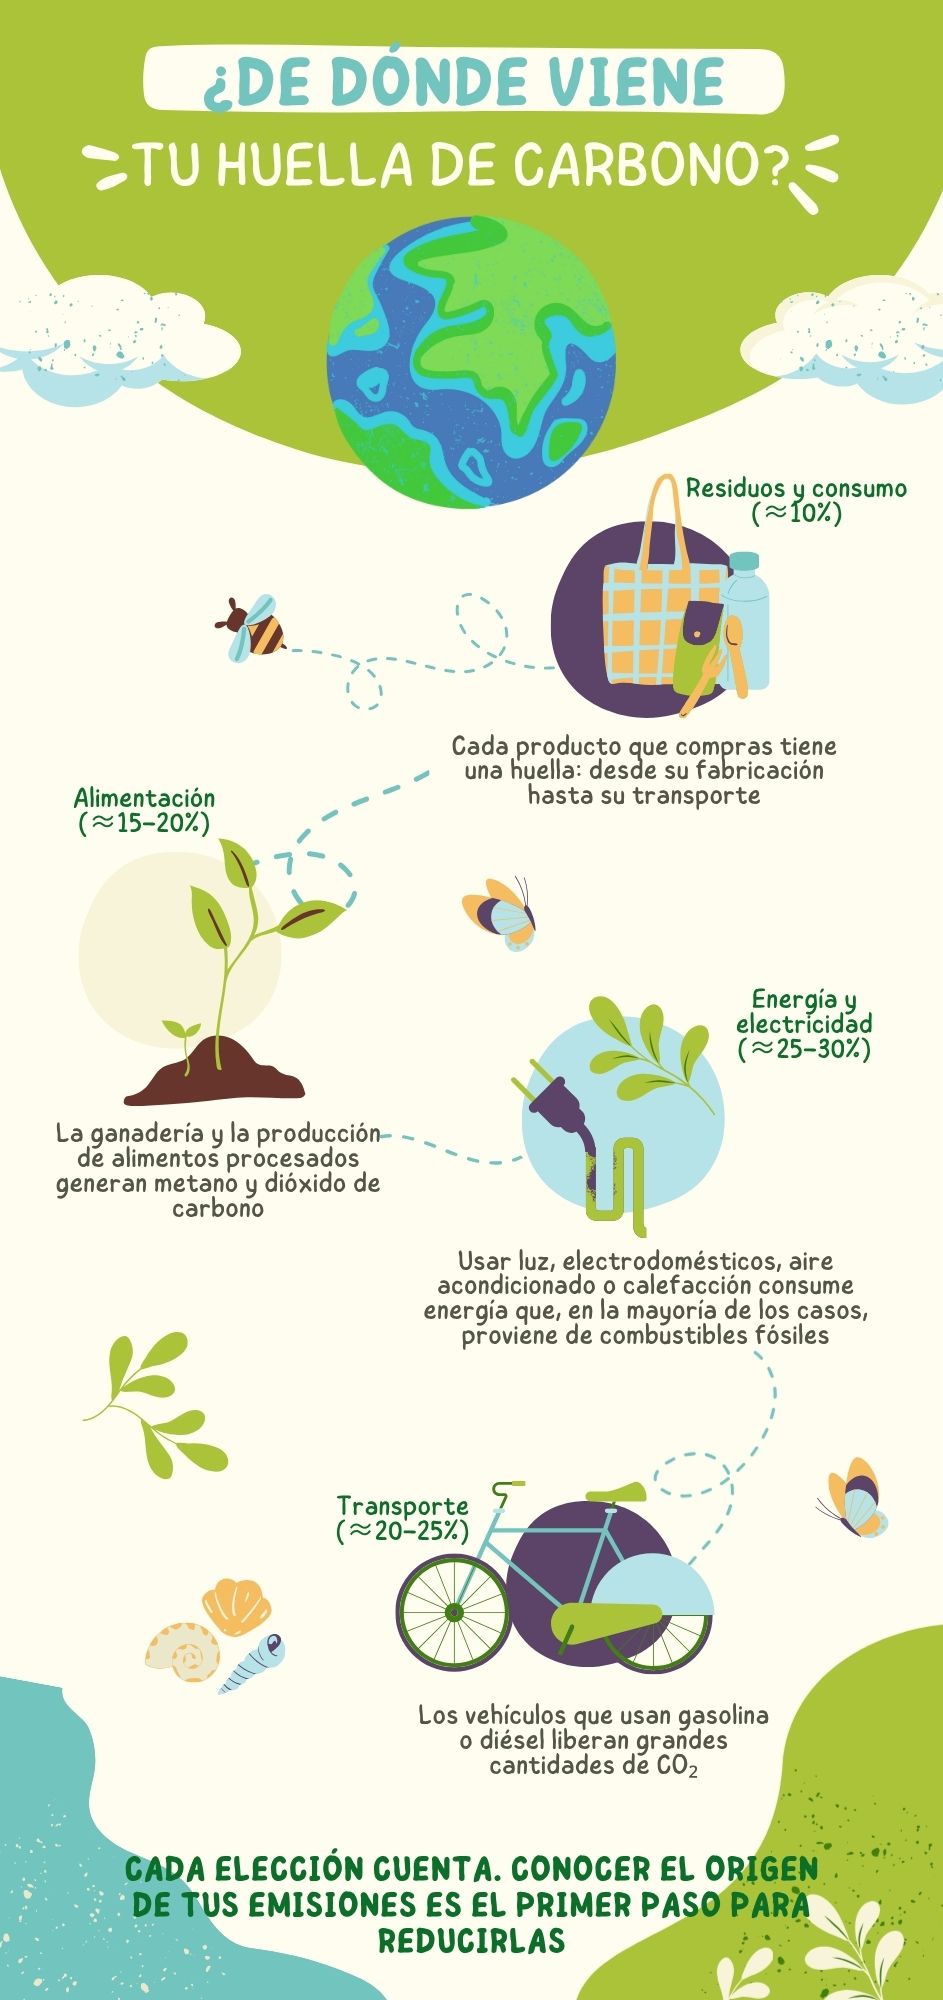 ¿DE DÓNDE VIENE
TU HUELLA DE CARBONO?
Residuos y consumo
(≈10%)
Cada producto que compras tiene
una huella: desde su fabricación
hasta su transporte
Alimentación
(≈15–20%)
La ganadería y la producción
de alimentos procesados
generan metano y dióxido de
carbono
Energía y
electricidad
(≈25–30%)
Usar luz, electrodomésticos, aire
acondicionado o calefacción consume
energía que, en la mayoría de los casos,
proviene de combustibles fósiles
Transporte
(≈20–25%)
Los vehículos que usan gasolina
o diésel liberan grandes
cantidades de CO₂
CADA ELECCIÓN CUENTA. CONOCER EL ORIGEN
DE TUS EMISIONES ES EL PRIMER PASO PARA
REDUCIRLAS